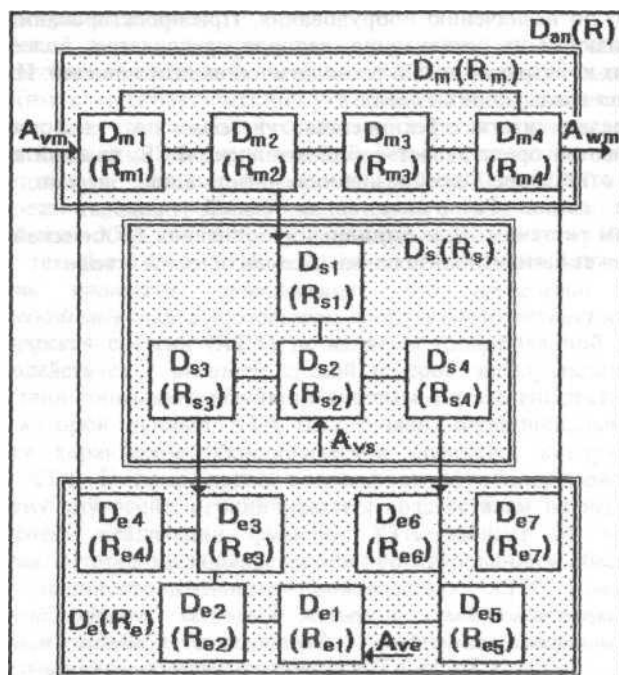 Dan(R)
Dm(Rm)
Avm
Dm1
(Rm1)
Dm2
(Rm2)
Dm3
(Rm3)
Dm4
(Rm4)
Awm
Ds(Rs)
Ds1
(Rs1)
Ds3
(Rs3)
Ds2
(Rs2)
Ds4
(Rs4)
Avs
De4
(Re4)
De3
(Re3)
De6
(Re6)
De7
(Re7)
De(Re)
De2
(Re2)
De1
(Re1)
De5
(Re5)
Ave